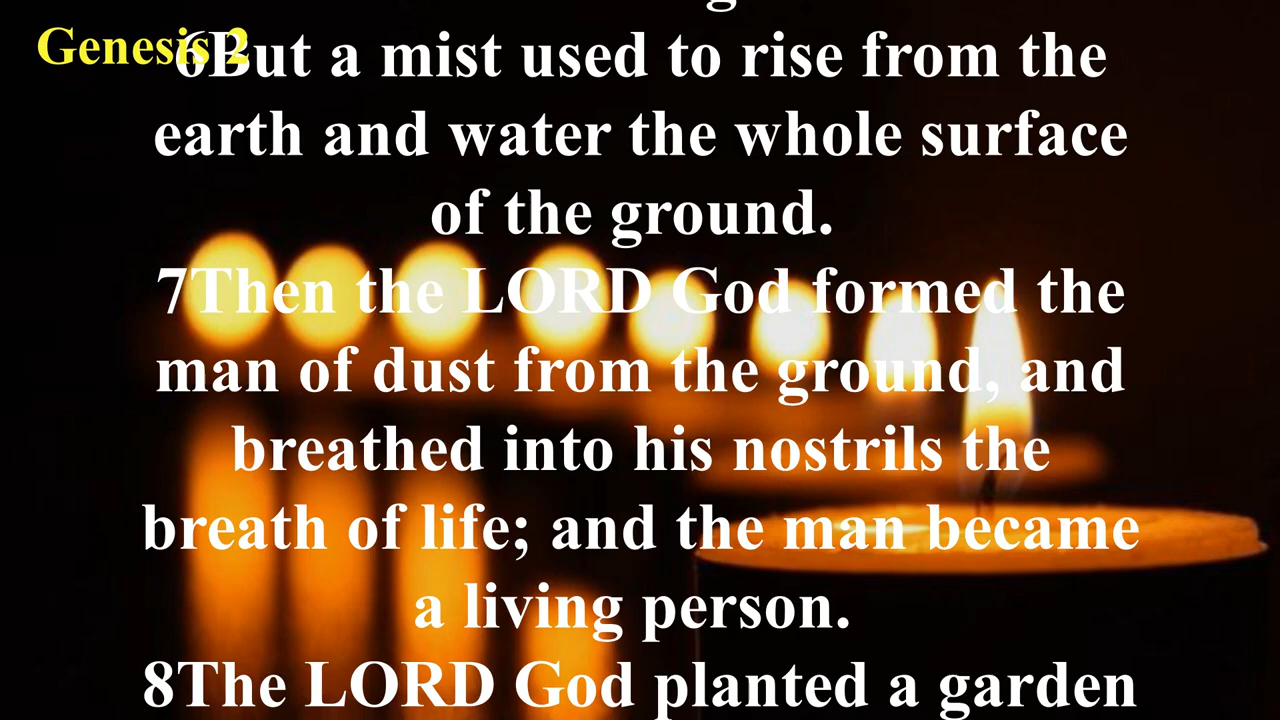 Genesis 2
6But a mist used to rise from the
earth and water the whole surface
of the ground.
7Then the LORD God formed the
man of dust from the ground, and
breathed into his nostrils the
breath of life; and the man became
a living person.
8The LORD God planted a garden